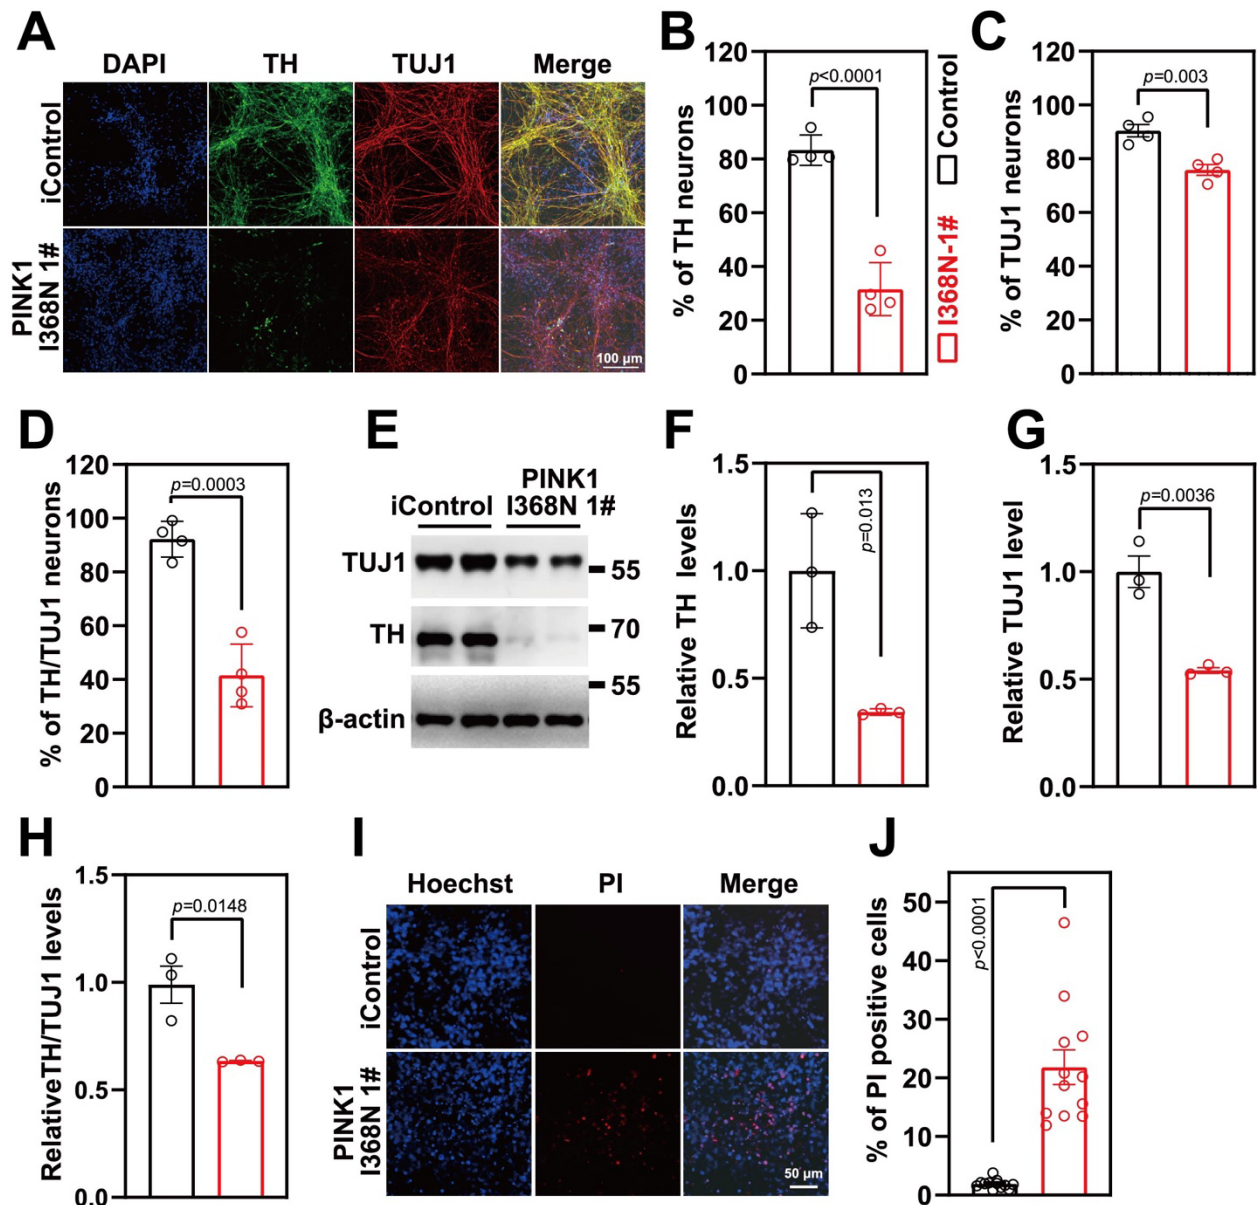 A
DAPI TH TUJ1 Merge
iControl
PINK1
I368N 1#
100 μm
B
% of TH neurons
120
100
80
60
40
20
0
p<0.0001
Control
I368N-1#
C
% of TUJ1 neurons
120
100
80
60
40
20
0
p=0.003
D
% of TH/TUJ1 neurons
120
100
80
60
40
20
0
p=0.0003
E
PINK1
iControl I368N 1#
TUJ1
55
TH
70
55
β-actin
F
Relative TH levels
1.5
1.0
0.5
0.0
p=0.013
G
Relative TUJ1 level
1.5
1.0
0.5
0.0
p=0.0036
H
RelativeTH/TUJ1 levels
1.5
1.0
0.5
0.0
p=0.0148
I
Hoechst PI Merge
iControl
PINK1
I368N 1#
50 μm
J
% of PI positive cells
50
40
30
20
10
0
p<0.0001